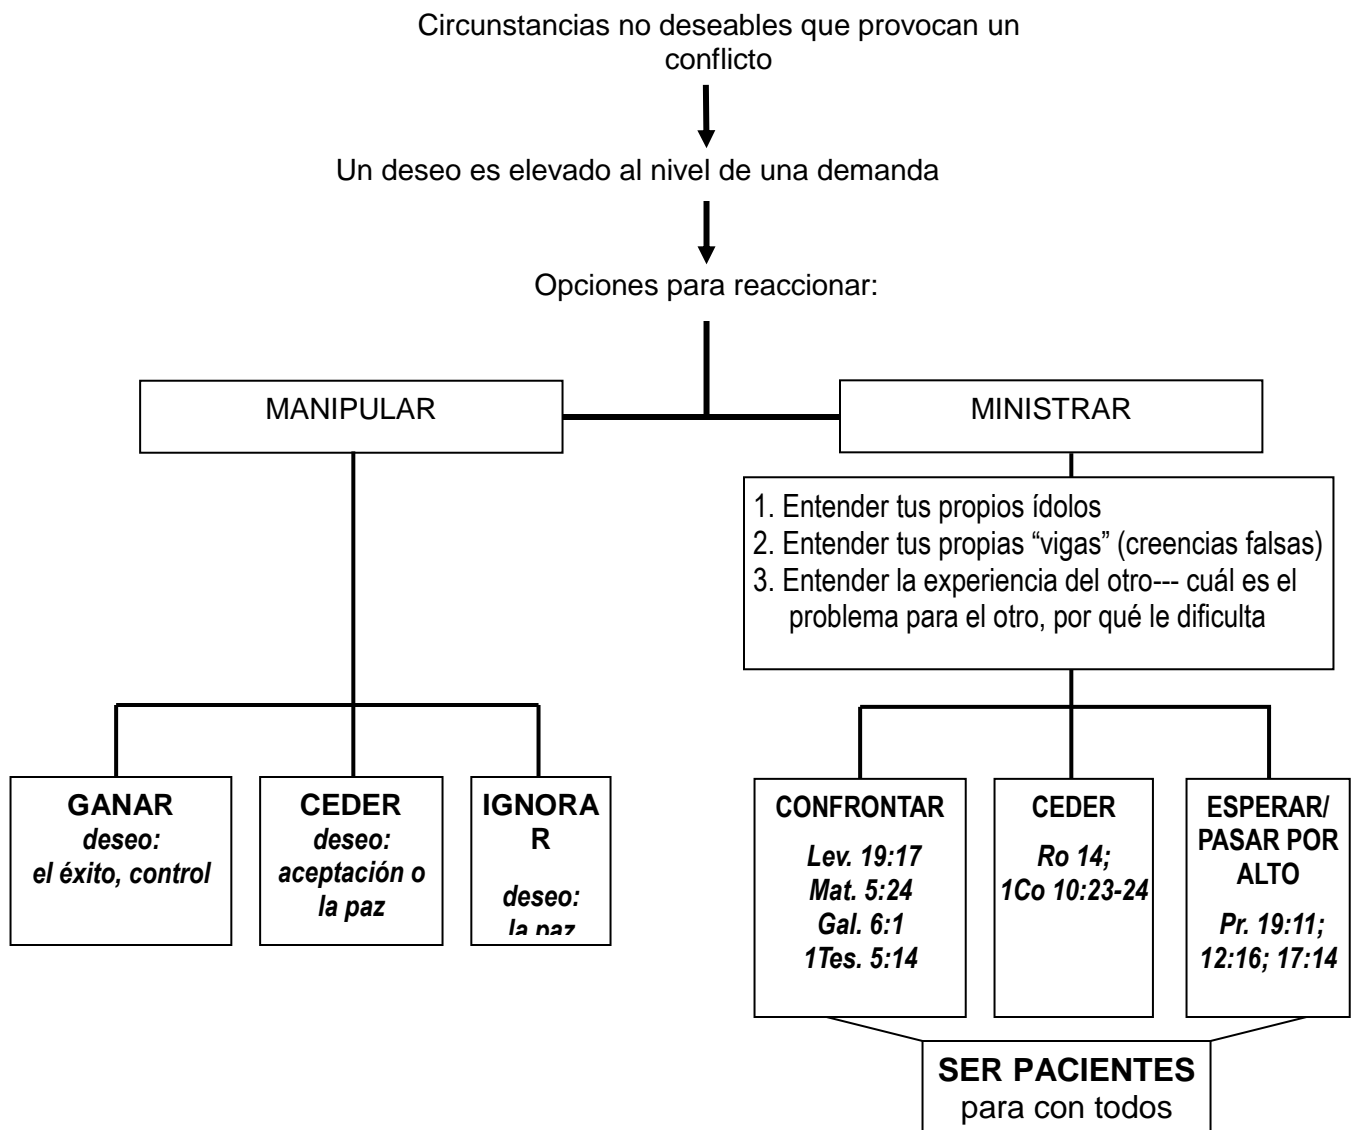 Circunstancias no deseables que provocan un
conflicto
Un deseo es elevado al nivel de una demanda
Opciones para reaccionar:
MANIPULAR
MINISTRAR
1. Entender tus propios ídolos
2. Entender tus propias “vigas” (creencias falsas)
3. Entender la experiencia del otro--- cuál es el
problema para el otro, por qué le dificulta
GANAR
deseo:
el éxito, control
CEDER
deseo:
aceptación o
la paz
IGNORA
R
deseo:
la paz
CONFRONTAR
Lev. 19:17
Mat. 5:24
Gal. 6:1
1Tes. 5:14
CEDER
Ro 14;
1Co 10:23-24
ESPERAR/
PASAR POR
ALTO
Pr. 19:11;
12:16; 17:14
SER PACIENTES
para con todos